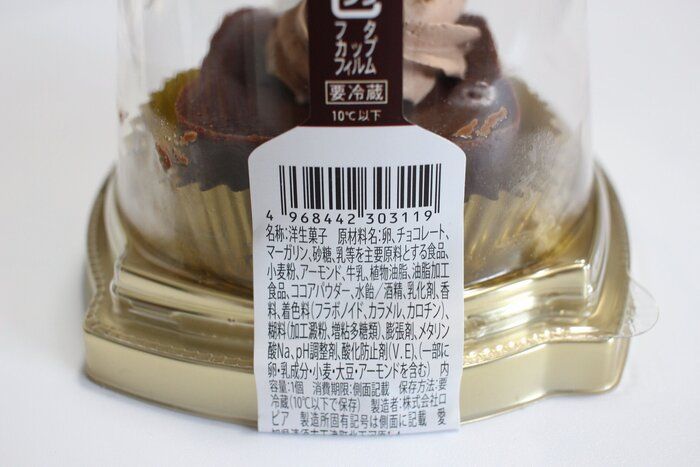 プラ
フタ
カップ
フィルム
要冷蔵
10℃以下
4 968442 303119
名称:洋生菓子 原材料名:卵、チョコレート、
マーガリン、砂糖、乳等を主要原料とする食品、
小麦粉、アーモンド、牛乳、植物油脂、油脂加工
食品、ココアパウダー、水飴/酒精、乳化剤、香
料、着色料(フラボノイド、カラメル、カロチン)、
糊料(加工澱粉、増粘多糖類)、膨張剤、メタリン
酸Na、pH調整剤、酸化防止剤(V.E)、(一部に
卵・乳成分・小麦・大豆・アーモンドを含む) 内
容量:1個 消費期限:側面記載 保存方法:要
冷蔵(10℃以下で保存) 製造者:株式会社ロ
ピア 製造所固有記号は側面に記載 愛